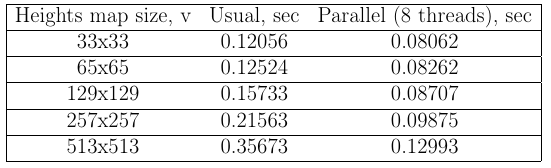 Heights map size, v Usual, sec Parallel (8 threads), sec
33x33 0.12056 0.08062
65x65 0.12524 0.08262
129x129 0.15733 0.08707
257x257 0.21563 0.09875
513x513 0.35673 0.12993